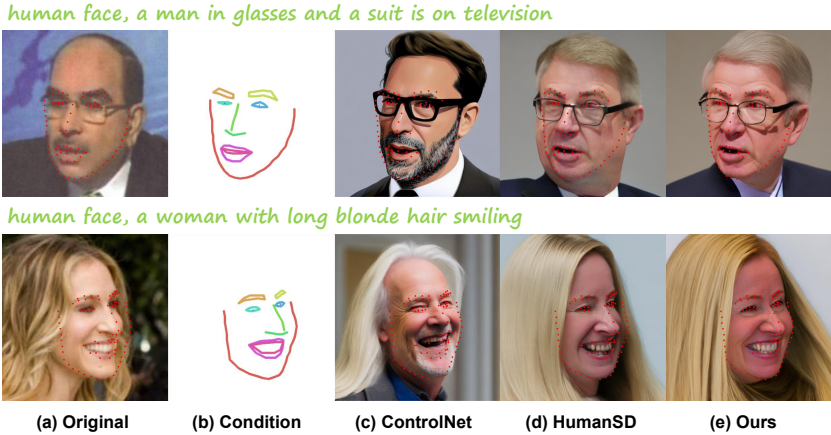 human face, a man in glasses and a suit is on television
human face, a woman with long blonde hair smiling
(a) Original (b) Condition (c) ControlNet (d) HumanSD (e) Ours